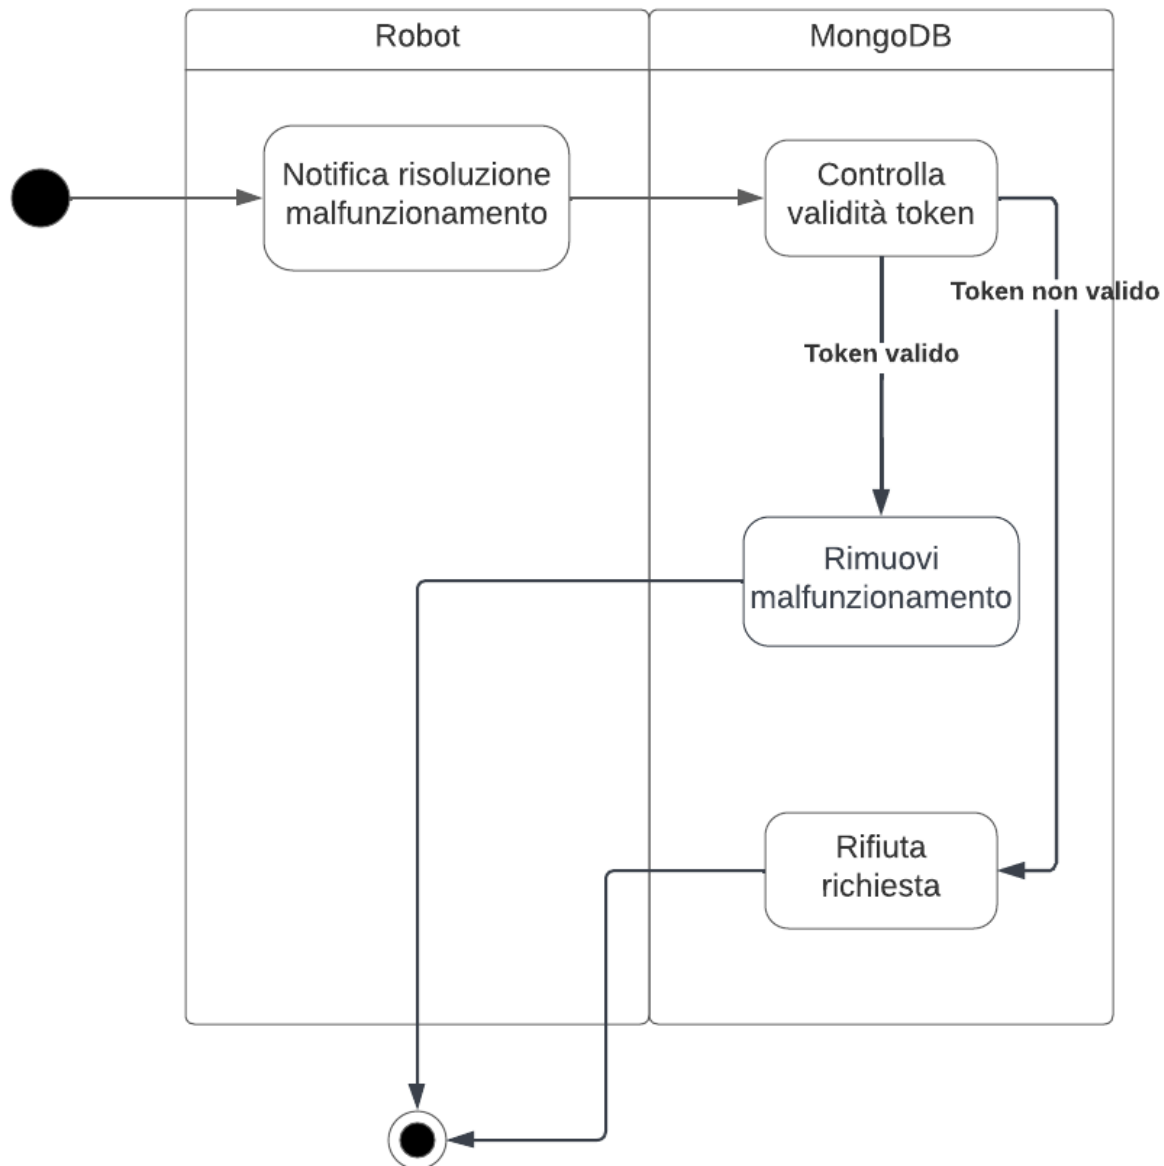 Robot
MongoDB
Notifica risoluzione
malfunzionamento
Controlla
validità token
Token non valido
Token valido
Rimuovi
malfunzionamento
Rifiuta
richiesta